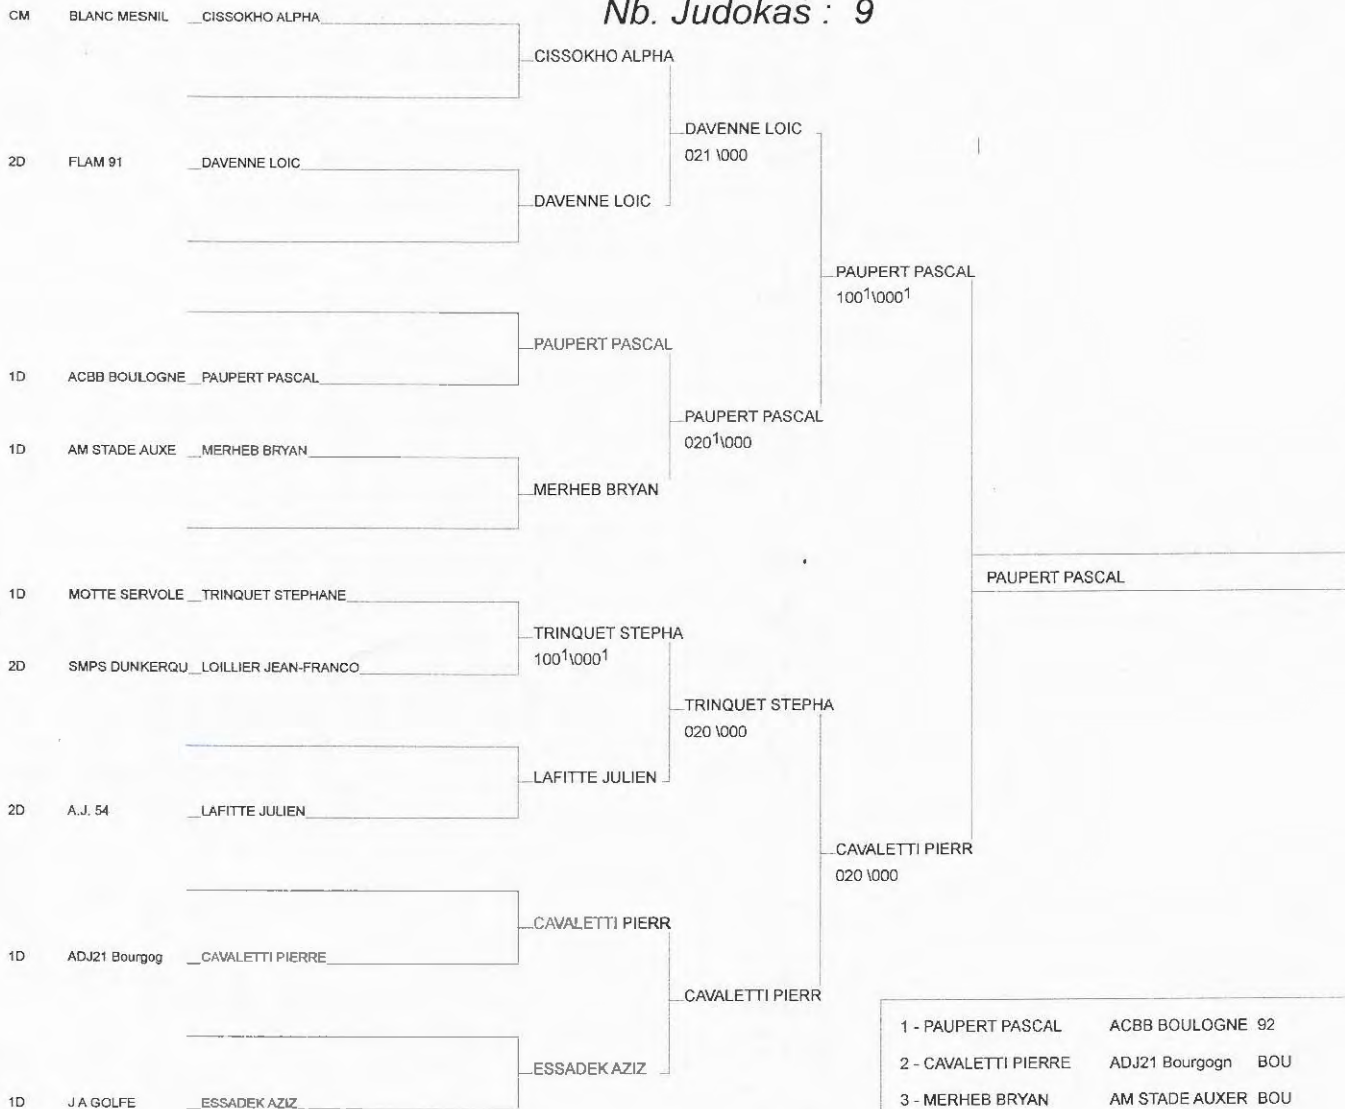 Nb. Judokas : 9
CM BLANC MESNIL CISSOKHO ALPHA
CISSOKHO ALPHA
DAVENNE LOIC
021 \000
2D FLAM 91 DAVENNE LOIC
DAVENNE LOIC
PAUPERT PASCAL
100¹\000¹
PAUPERT PASCAL
1D ACBB BOULOGNE PAUPERT PASCAL
PAUPERT PASCAL
020¹\000
1D AM STADE AUXE MERHEB BRYAN
MERHEB BRYAN
PAUPERT PASCAL
1D MOTTE SERVOLE TRINQUET STEPHANE
TRINQUET STEPHA
100¹\000¹
2D SMPS DUNKERQU LOILLIER JEAN-FRANCO
TRINQUET STEPHA
020 \000
LAFITTE JULIEN
2D A.J. 54 LAFITTE JULIEN
CAVALETTI PIERR
020 \000
CAVALETTI PIERR
1D ADJ21 Bourgog CAVALETTI PIERRE
CAVALETTI PIERR
1 - PAUPERT PASCAL ACBB BOULOGNE 92
2 - CAVALETTI PIERRE ADJ21 Bourgogn BOU
ESSADEK AZIZ
3 - MERHEB BRYAN AM STADE AUXER BOU
1D J A GOLFE ESSADEK AZIZ